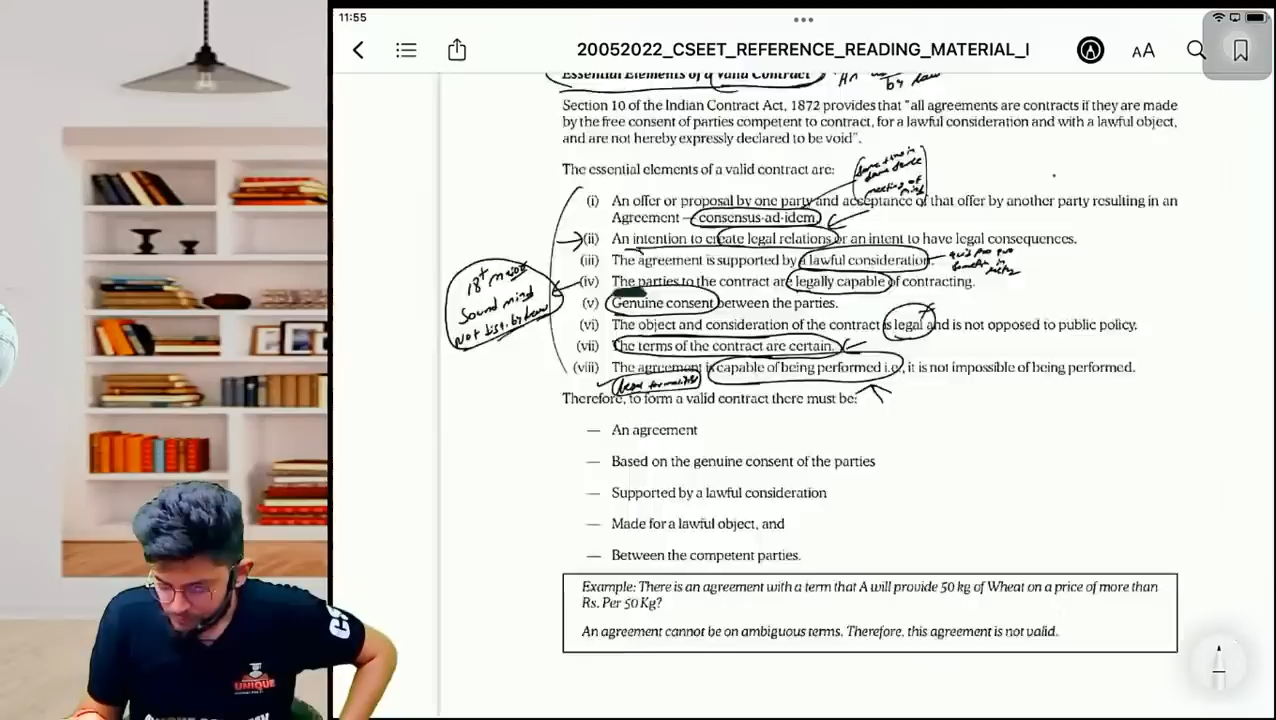 11:55
20052022_CSEET_REFERENCE_READING_MATERIAL_I
AA
Essential Elements of a Valid Contract
by law
Section 10 of the Indian Contract Act, 1872 provides that "all agreements are contracts if they are made
by the free consent of parties competent to contract, for a lawful consideration and with a lawful object,
and are not hereby expressly declared to be void".
The essential elements of a valid contract are:
same thing in
same sense
meeting of
mind
(i) An offer or proposal by one party and acceptance of that offer by another party resulting in an
Agreement – consensus-ad-idem.
(ii) An intention to create legal relations or an intent to have legal consequences.
(iii) The agreement is supported by a lawful consideration.
quid pro quo
(iv) The parties to the contract are legally capable of contracting.
18+ major
Sound mind
Not
by
(v) Genuine consent between the parties.
(vi) The object and consideration of the contract is legal and is not opposed to public policy.
(vii) The terms of the contract are certain.
(viii) The agreement is capable of being performed i.e., it is not impossible of being performed.
Therefore, to form a valid contract there must be:
— An agreement
— Based on the genuine consent of the parties
— Supported by a lawful consideration
— Made for a lawful object, and
— Between the competent parties.
Example: There is an agreement with a term that A will provide 50 kg of Wheat on a price of more than
Rs. Per 50 Kg?
An agreement cannot be on ambiguous terms. Therefore, this agreement is not valid.
UNIQUE